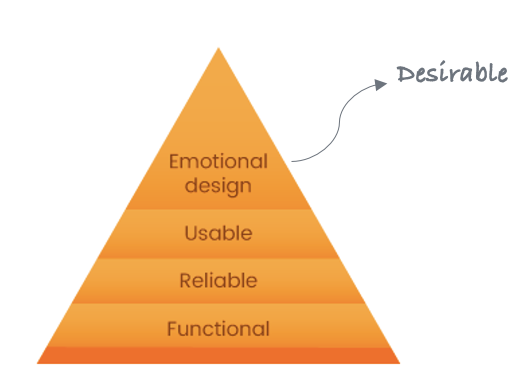 Desirable
Emotional
design
Usable
Reliable
Functional